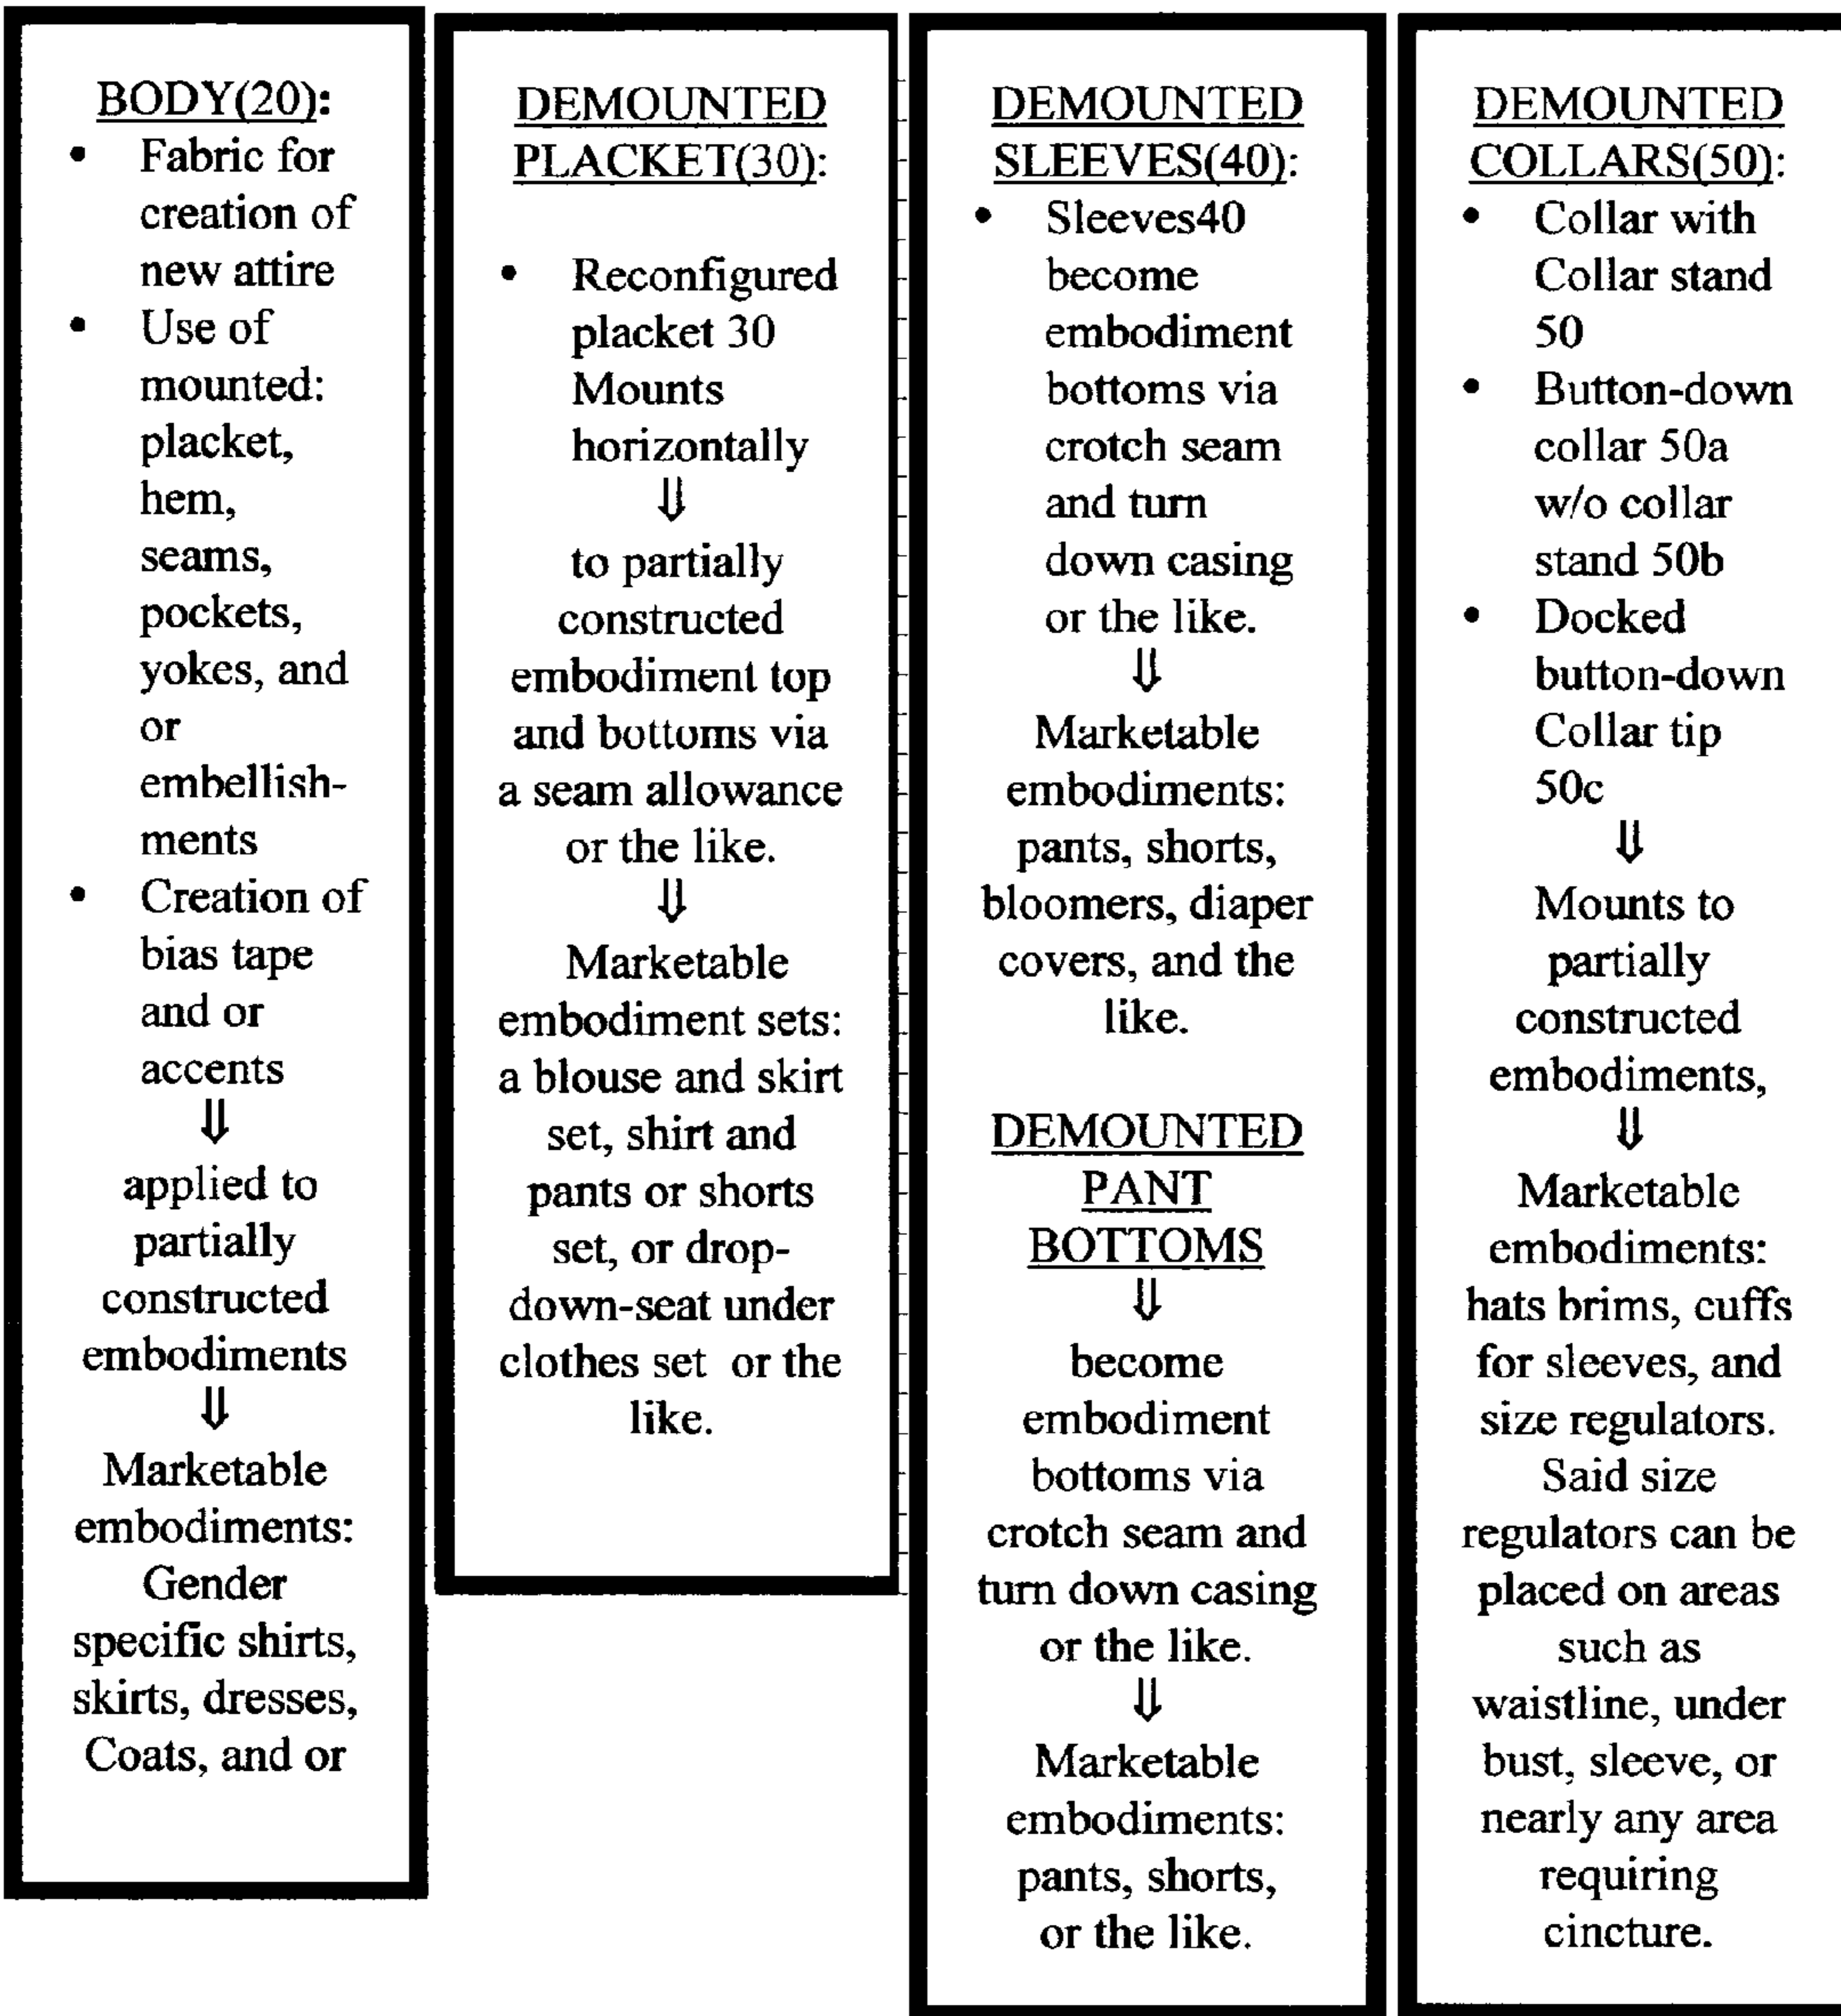 BODY(20):
• Fabric for
creation of
new attire
• Use of
mounted:
placket,
hem,
seams,
pockets,
yokes, and
or
embellish-
ments
• Creation of
bias tape
and or
accents
⇓
applied to
partially
constructed
embodiments
⇓
Marketable
embodiments:
Gender
specific shirts,
skirts, dresses,
Coats, and or
DEMOUNTED
PLACKET(30):
• Reconfigured
placket 30
Mounts
horizontally
⇓
to partially
constructed
embodiment top
and bottoms via
a seam allowance
or the like.
⇓
Marketable
embodiment sets:
a blouse and skirt
set, shirt and
pants or shorts
set, or drop-
down-seat under
clothes set or the
like.
DEMOUNTED
SLEEVES(40):
• Sleeves40
become
embodiment
bottoms via
crotch seam
and turn
down casing
or the like.
⇓
Marketable
embodiments:
pants, shorts,
bloomers, diaper
covers, and the
like.
DEMOUNTED
PANT
BOTTOMS
⇓
become
embodiment
bottoms via
crotch seam and
turn down casing
or the like.
⇓
Marketable
embodiments:
pants, shorts,
or the like.
DEMOUNTED
COLLARS(50):
• Collar with
Collar stand
50
• Button-down
collar 50a
w/o collar
stand 50b
• Docked
button-down
Collar tip
50c
⇓
Mounts to
partially
constructed
embodiments,
⇓
Marketable
embodiments:
hats brims, cuffs
for sleeves, and
size regulators.
Said size
regulators can be
placed on areas
such as
waistline, under
bust, sleeve, or
nearly any area
requiring
cincture.